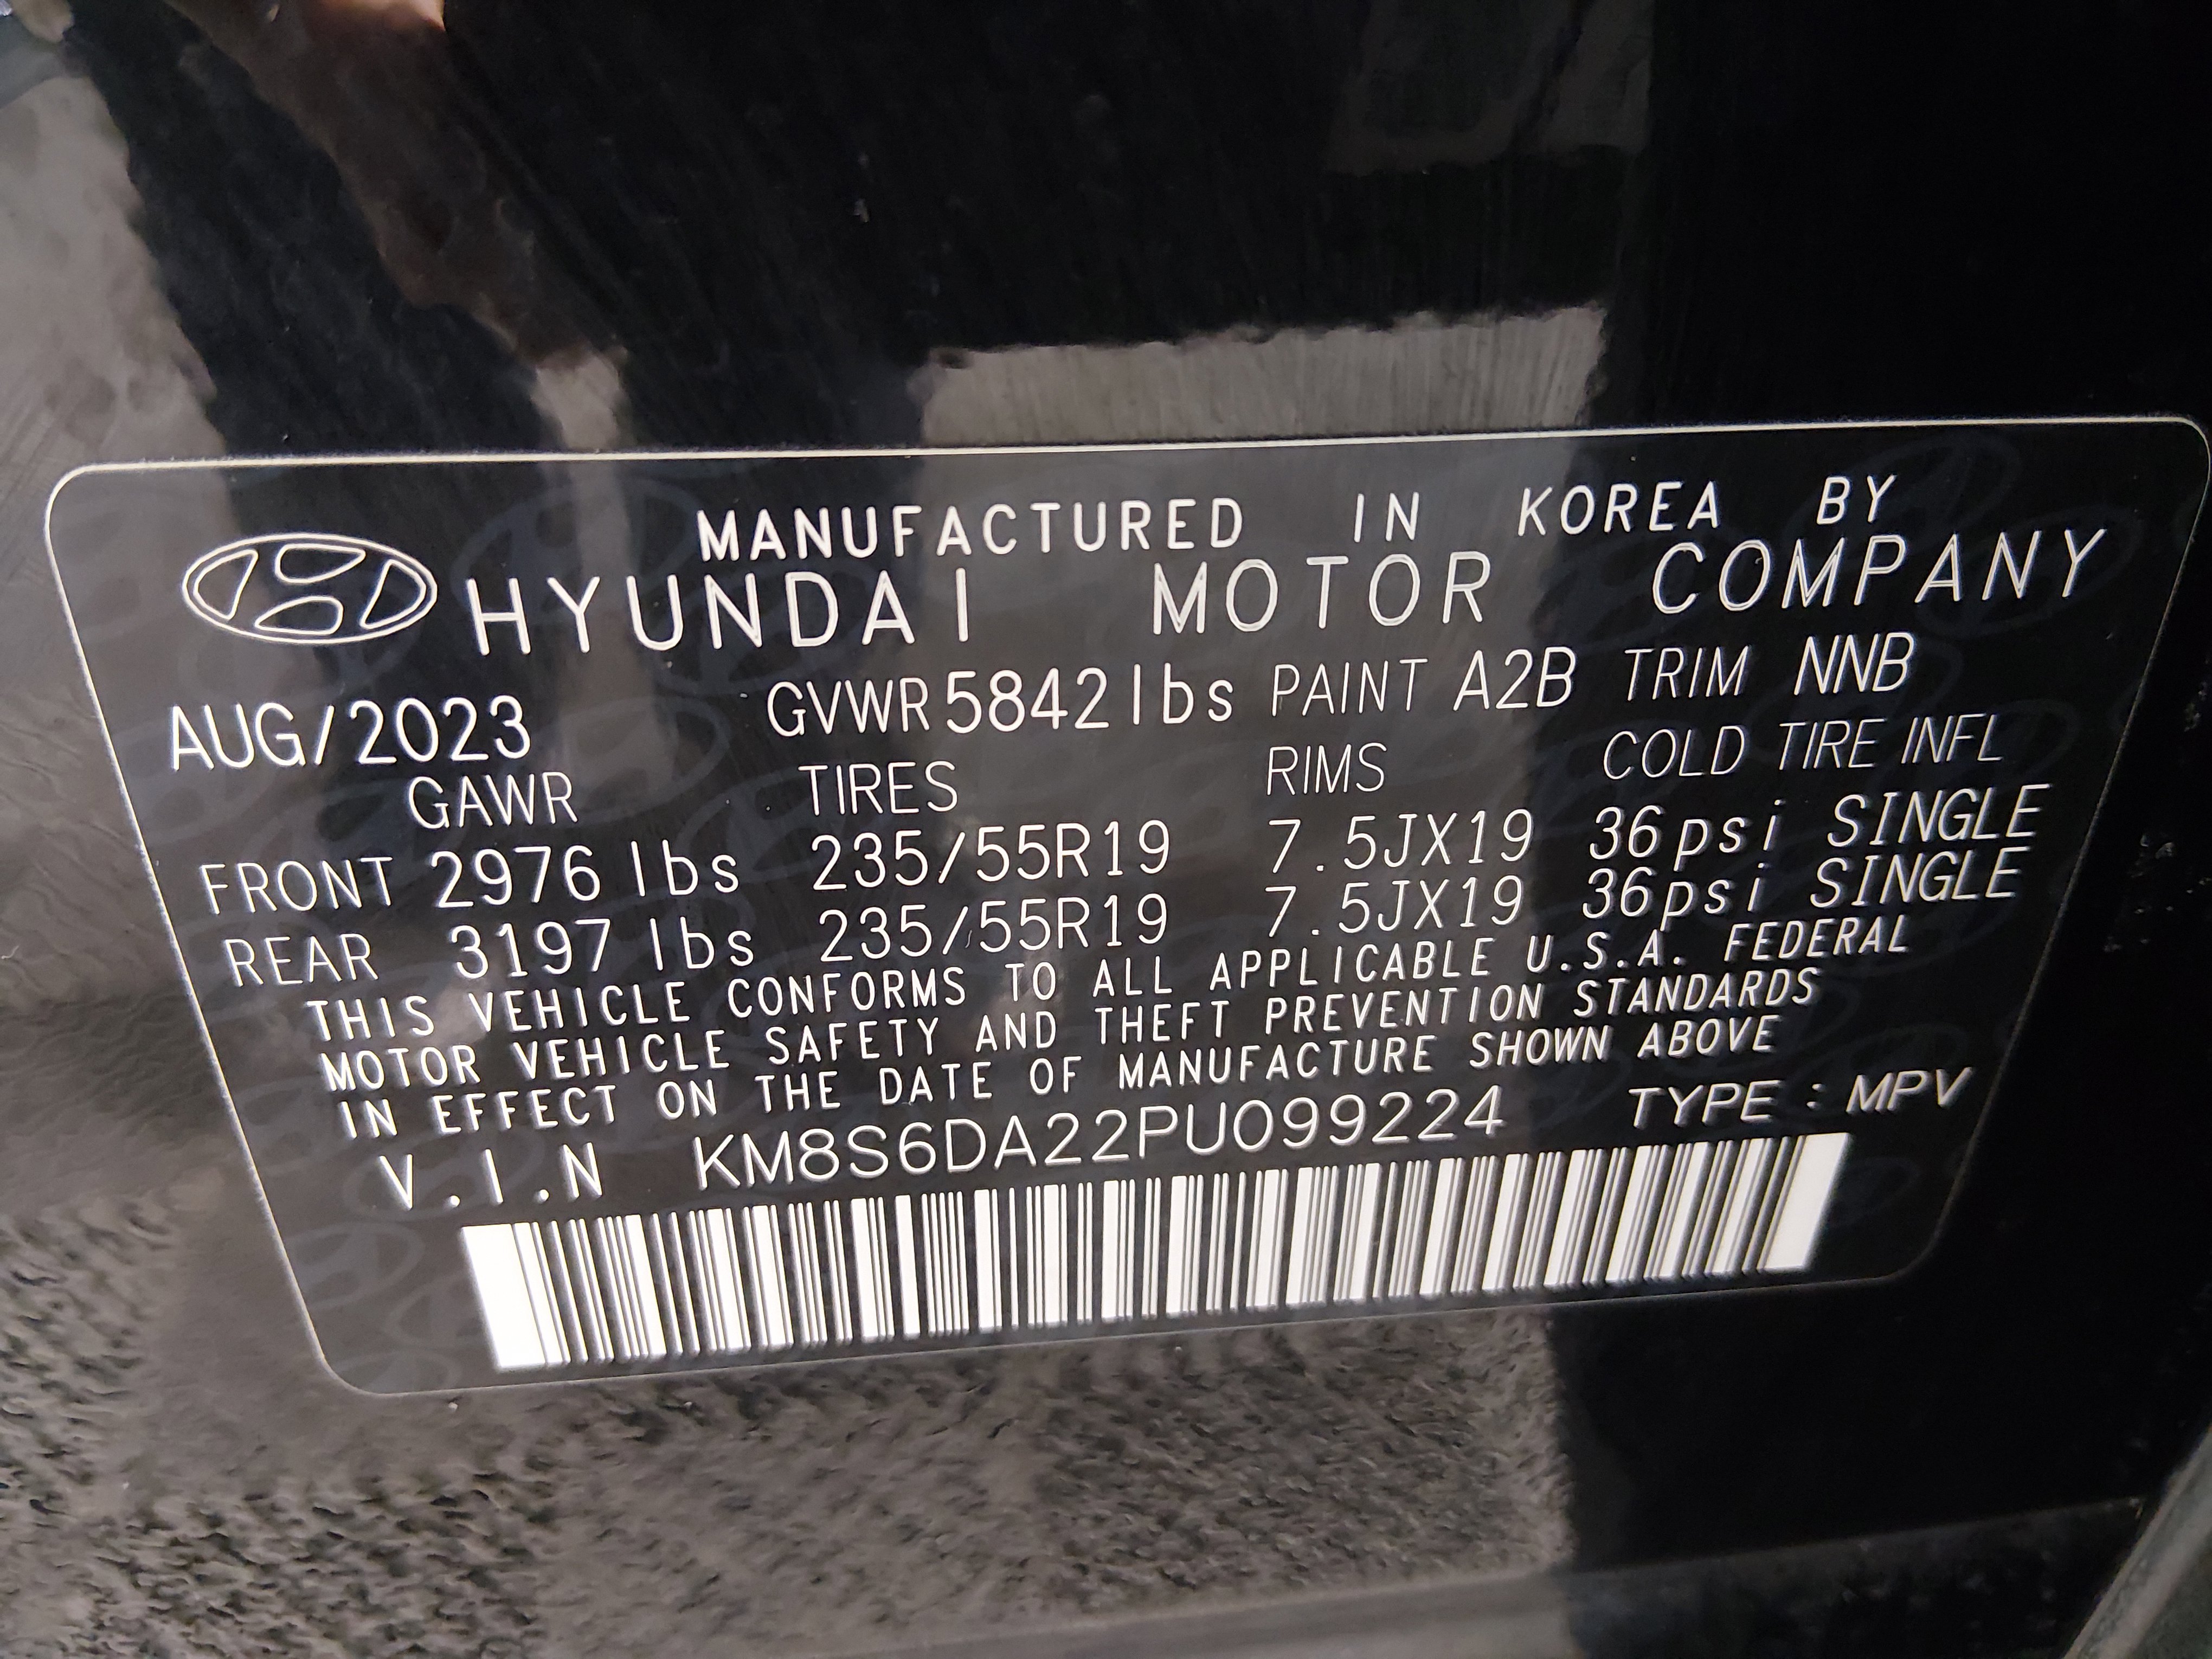 MANUFACTURED IN KOREA BY
HYUNDAI MOTOR COMPANY
AUG/2023 GVWR 5842 lbs PAINT A2B TRIM NNB
GAWR TIRES RIMS COLD TIRE INFL
FRONT 2976 lbs 235/55R19 7.5JX19 36psi SINGLE
REAR 3197 lbs 235/55R19 7.5JX19 36psi SINGLE
THIS VEHICLE CONFORMS TO ALL APPLICABLE U.S.A. FEDERAL
MOTOR VEHICLE SAFETY AND THEFT PREVENTION STANDARDS
IN EFFECT ON THE DATE OF MANUFACTURE SHOWN ABOVE
V.I.N KM8S6DA22PU099224 TYPE : MPV